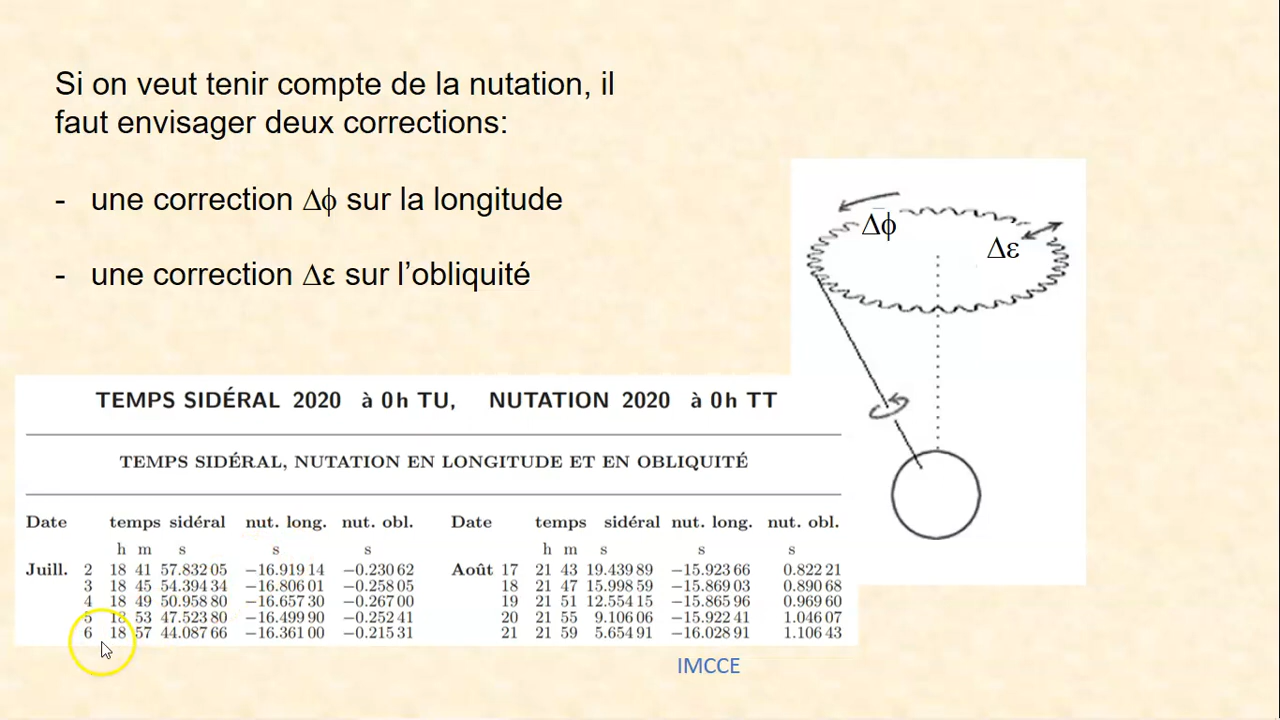 Si on veut tenir compte de la nutation, il
faut envisager deux corrections:
- une correction Δϕ sur la longitude
- une correction Δε sur l’obliquité
Δϕ
Δε
TEMPS SIDÉRAL 2020 à 0h TU, NUTATION 2020 à 0h TT
TEMPS SIDÉRAL, NUTATION EN LONGITUDE ET EN OBLIQUITÉ
Date temps sidéral nut. long. nut. obl. Date temps sidéral nut. long. nut. obl.
h m s s s h m s s s
Juill. 2 18 41 57.832 05 −16.919 14 −0.230 62 Août 17 21 43 19.439 89 −15.923 66 0.822 21
3 18 45 54.394 34 −16.806 01 −0.258 05 18 21 47 15.998 59 −15.869 03 0.890 68
4 18 49 50.958 80 −16.657 30 −0.267 00 19 21 51 12.554 15 −15.865 96 0.969 60
5 18 53 47.523 80 −16.499 90 −0.252 41 20 21 55 9.106 06 −15.922 41 1.046 07
6 18 57 44.087 66 −16.361 00 −0.215 31 21 21 59 5.654 91 −16.028 91 1.106 43
IMCCE